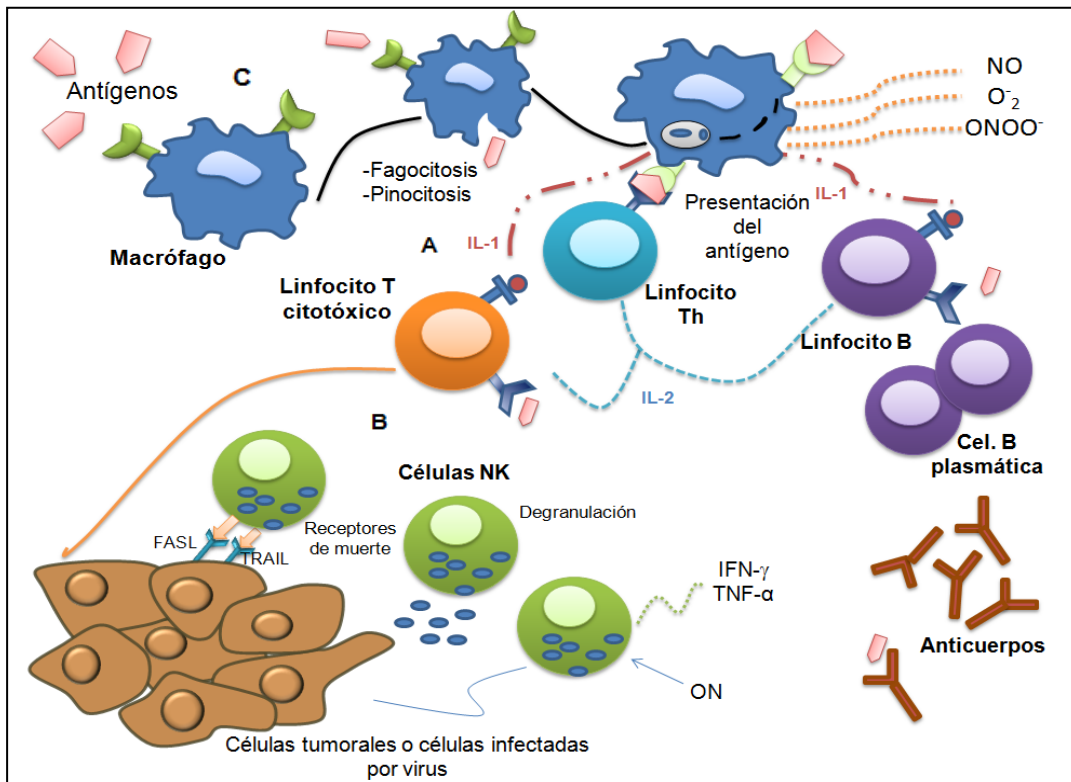 Antígenos
C
Macrófago
-Fagocitosis
-Pinocitosis
NO
O⁻₂
ONOO⁻
Presentación
del
antígeno
IL-1
IL-1
A
Linfocito T
citotóxico
Linfocito
Th
Linfocito B
IL-2
Cel. B
plasmática
B
Células NK
Degranulación
Receptores
de muerte
FASL
TRAIL
IFN-γ
TNF-α
ON
Anticuerpos
Células tumorales o células infectadas
por virus